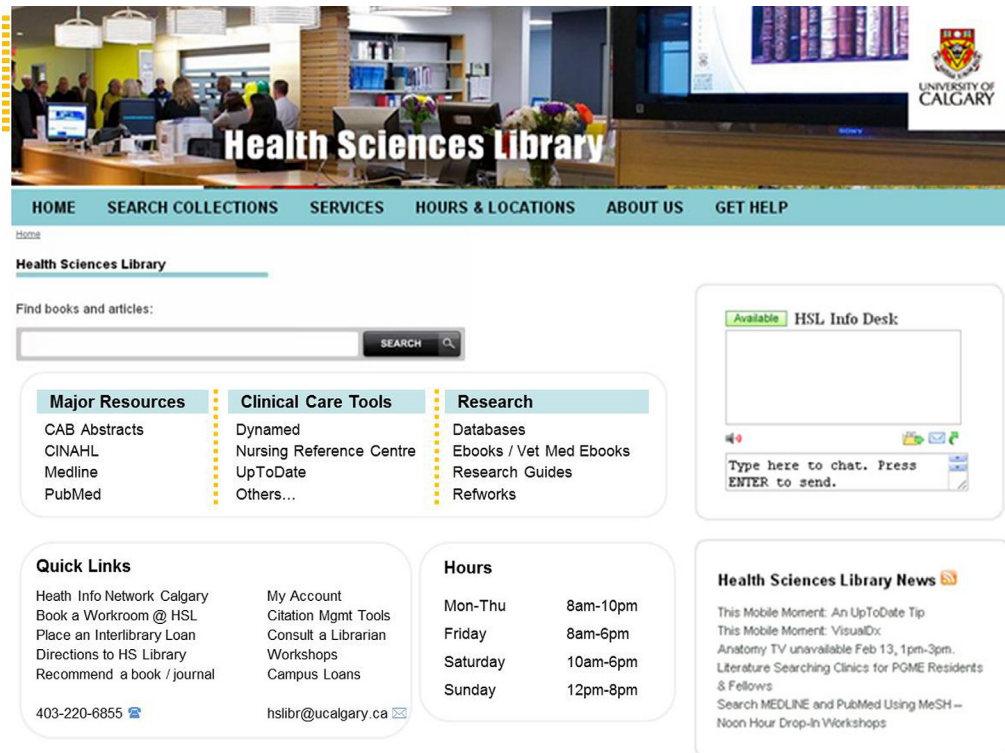 UNIVERSITY OF
CALGARY
SONY
Health Sciences Library
HOME SEARCH COLLECTIONS SERVICES HOURS & LOCATIONS ABOUT US GET HELP
Home
Health Sciences Library
Find books and articles:
SEARCH
Major Resources
CAB Abstracts
CINAHL
Medline
PubMed
Clinical Care Tools
Dynamed
Nursing Reference Centre
UpToDate
Others...
Research
Databases
Ebooks / Vet Med Ebooks
Research Guides
Refworks
Available HSL Info Desk
Type here to chat. Press
ENTER to send.
Quick Links
Heath Info Network Calgary
Book a Workroom @ HSL
Place an Interlibrary Loan
Directions to HS Library
Recommend a book / journal
403-220-6855
My Account
Citation Mgmt Tools
Consult a Librarian
Workshops
Campus Loans
hslibr@ucalgary.ca
Hours
Mon-Thu 8am-10pm
Friday 8am-6pm
Saturday 10am-6pm
Sunday 12pm-8pm
Health Sciences Library News
This Mobile Moment: An UpToDate Tip
This Mobile Moment: VisualDx
Anatomy TV unavailable Feb 13, 1pm-3pm.
Literature Searching Clinics for PGME Residents
& Fellows
Search MEDLINE and PubMed Using MeSH –
Noon Hour Drop-In Workshops